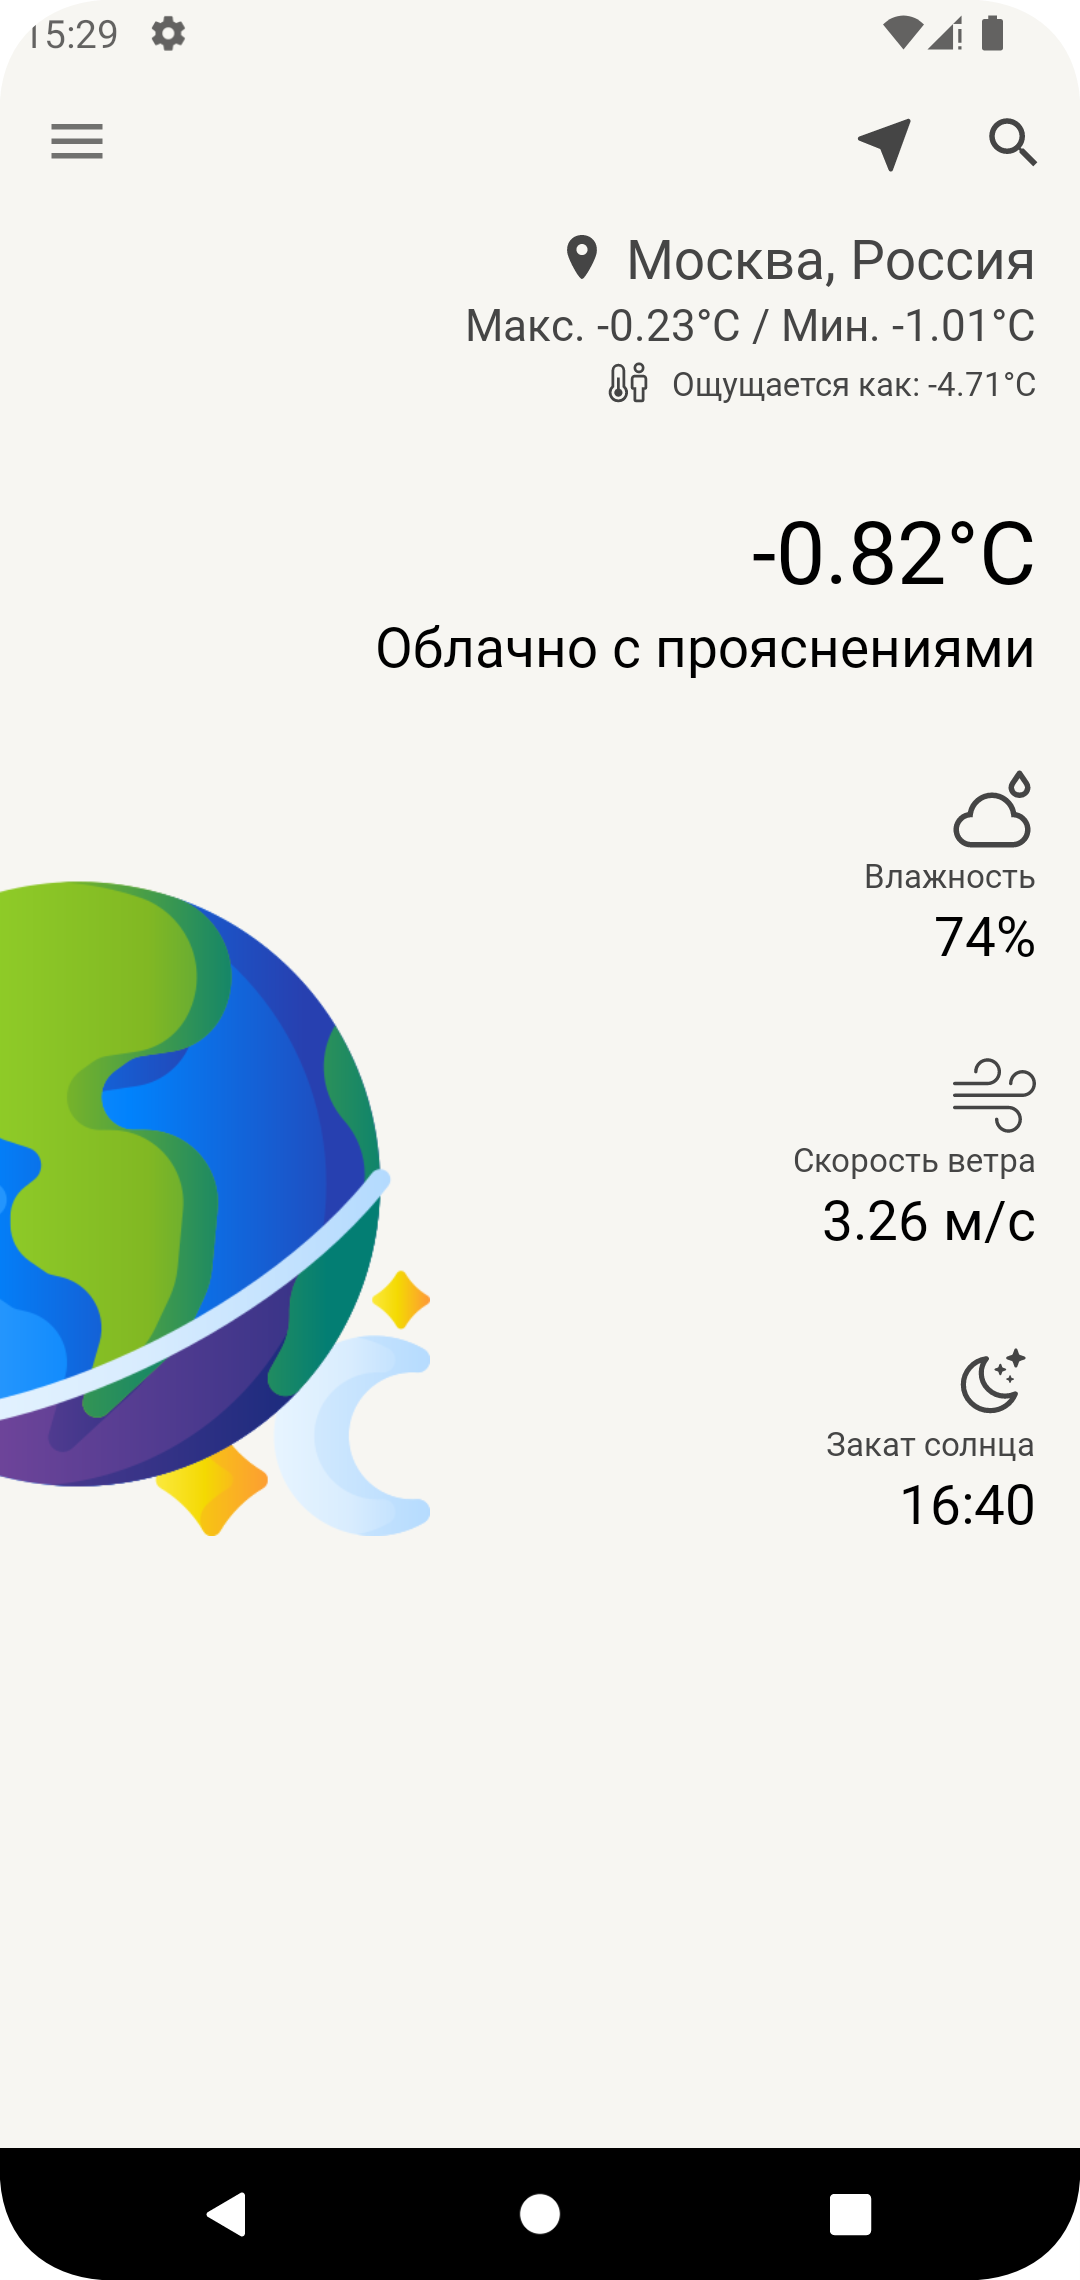 15:29
Москва, Россия
Макс. -0.23°C / Мин. -1.01°C
Ощущается как: -4.71°C
-0.82°C
Облачно с прояснениями
Влажность
74%
Скорость ветра
3.26 м/с
Закат солнца
16:40